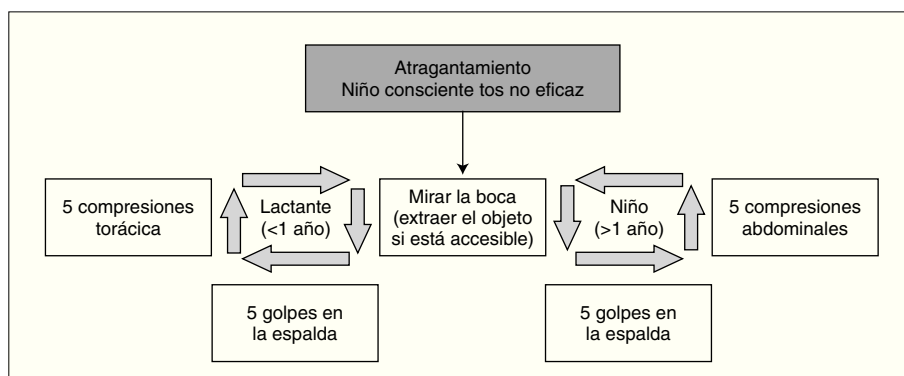 Atragantamiento
Niño consciente tos no eficaz
5 compresiones
torácica
Lactante
(<1 año)
Mirar la boca
(extraer el objeto
si está accesible)
Niño
(>1 año)
5 compresiones
abdominales
5 golpes en
la espalda
5 golpes en
la espalda